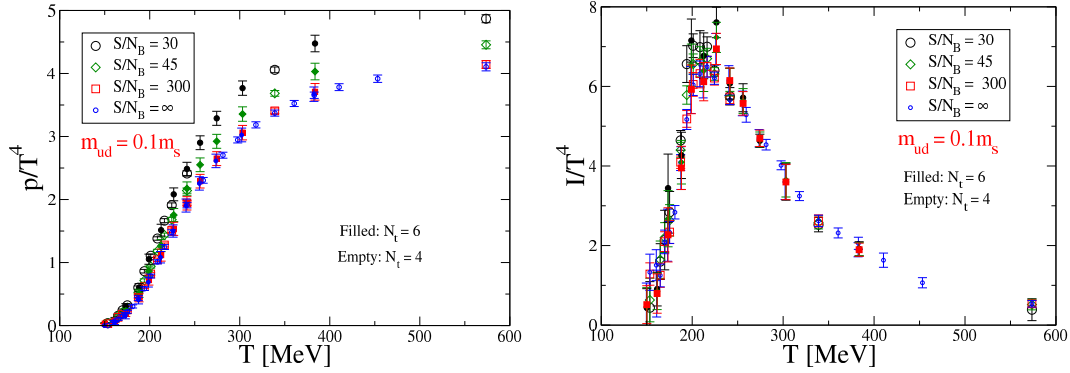 5
4
3
2
1
0
p/T⁴
S/N_B = 30
S/N_B = 45
S/N_B = 300
S/N_B = ∞
m_ud = 0.1m_s
Filled: N_t = 6
Empty: N_t = 4
100 200 300 400 500 600
T [MeV]
8
6
4
2
0
I/T⁴
S/N_B = 30
S/N_B = 45
S/N_B = 300
S/N_B = ∞
m_ud = 0.1m_s
Filled: N_t = 6
Empty: N_t = 4
100 200 300 400 500 600
T [MeV]